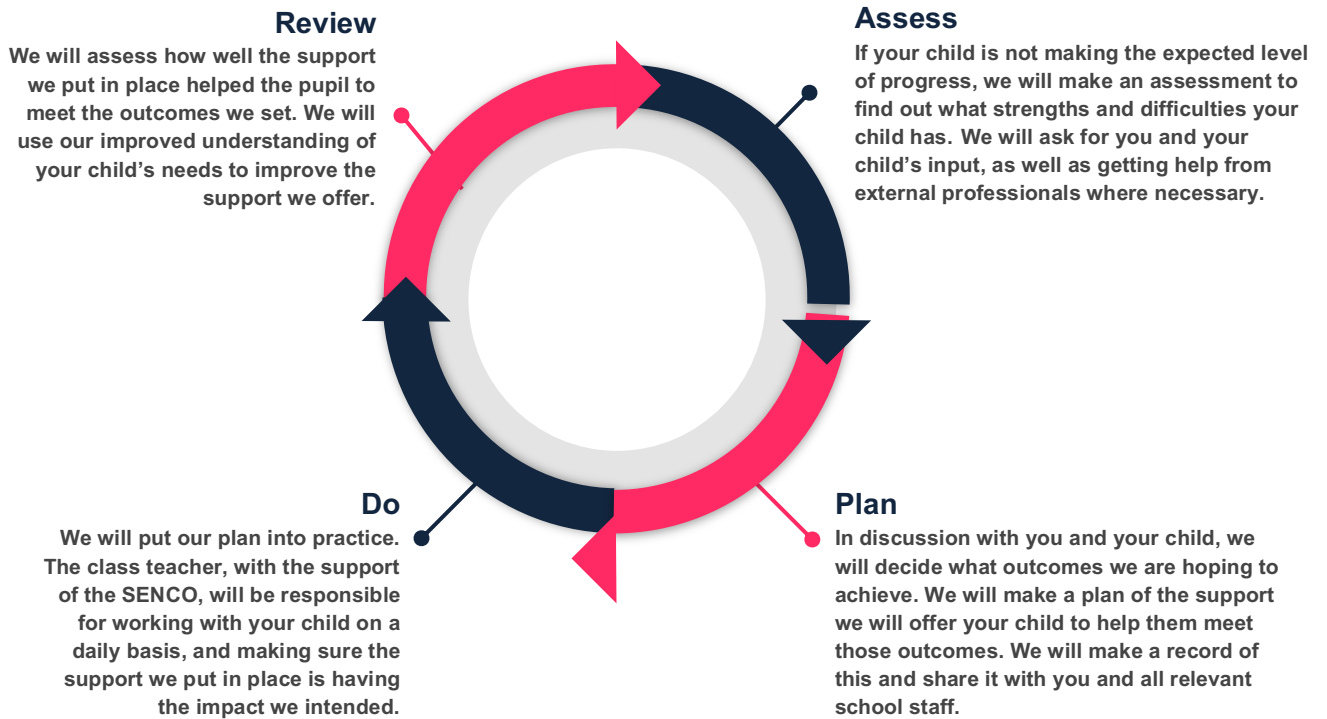 Review
We will assess how well the support
we put in place helped the pupil to
meet the outcomes we set. We will
use our improved understanding of
your child’s needs to improve the
support we offer.
Assess
If your child is not making the expected level
of progress, we will make an assessment to
find out what strengths and difficulties your
child has. We will ask for you and your
child’s input, as well as getting help from
external professionals where necessary.
Do
We will put our plan into practice.
The class teacher, with the support
of the SENCO, will be responsible
for working with your child on a
daily basis, and making sure the
support we put in place is having
the impact we intended.
Plan
In discussion with you and your child, we
will decide what outcomes we are hoping to
achieve. We will make a plan of the support
we will offer your child to help them meet
those outcomes. We will make a record of
this and share it with you and all relevant
school staff.